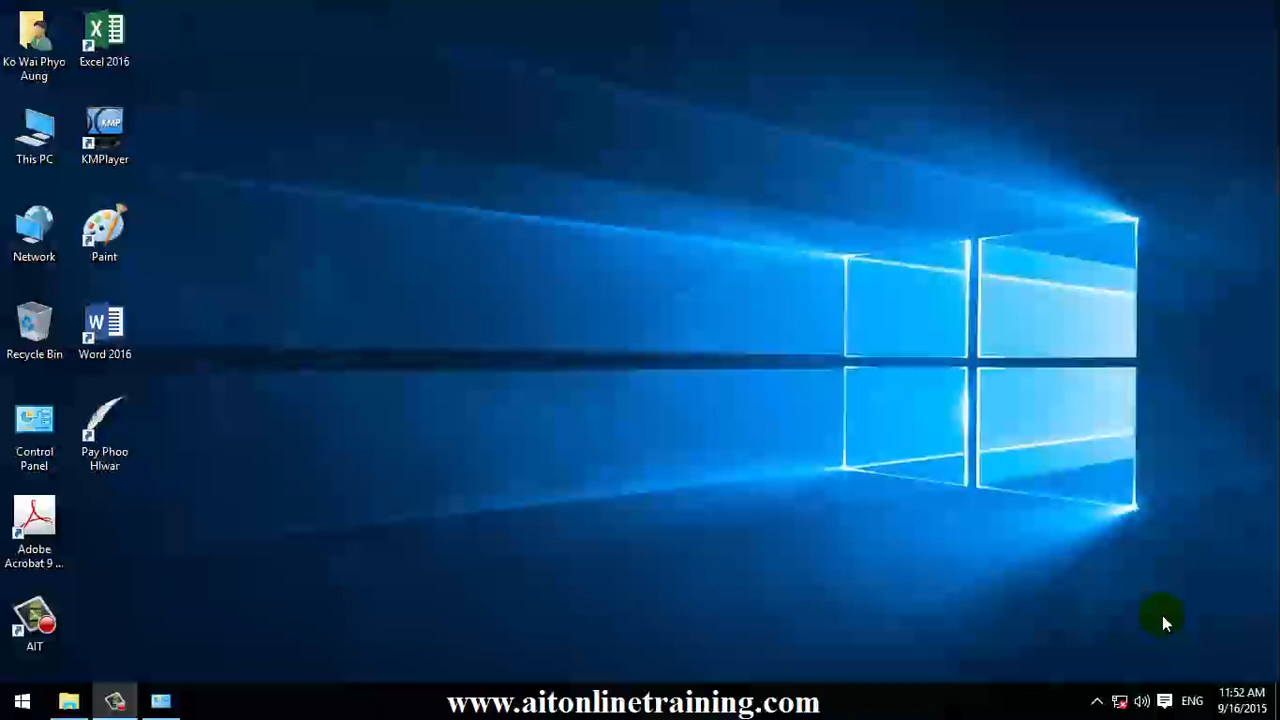 Ko Wai Phyo
Aung
Excel 2016
This PC
KMP
KMPlayer
Network
Paint
Recycle Bin
W
Word 2016
Control
Panel
Pay Phoo
Hlwar
Adobe
Acrobat 9 ...
AIT
www.aitonlinetraining.com
ENG
11:52 AM
9/16/2015